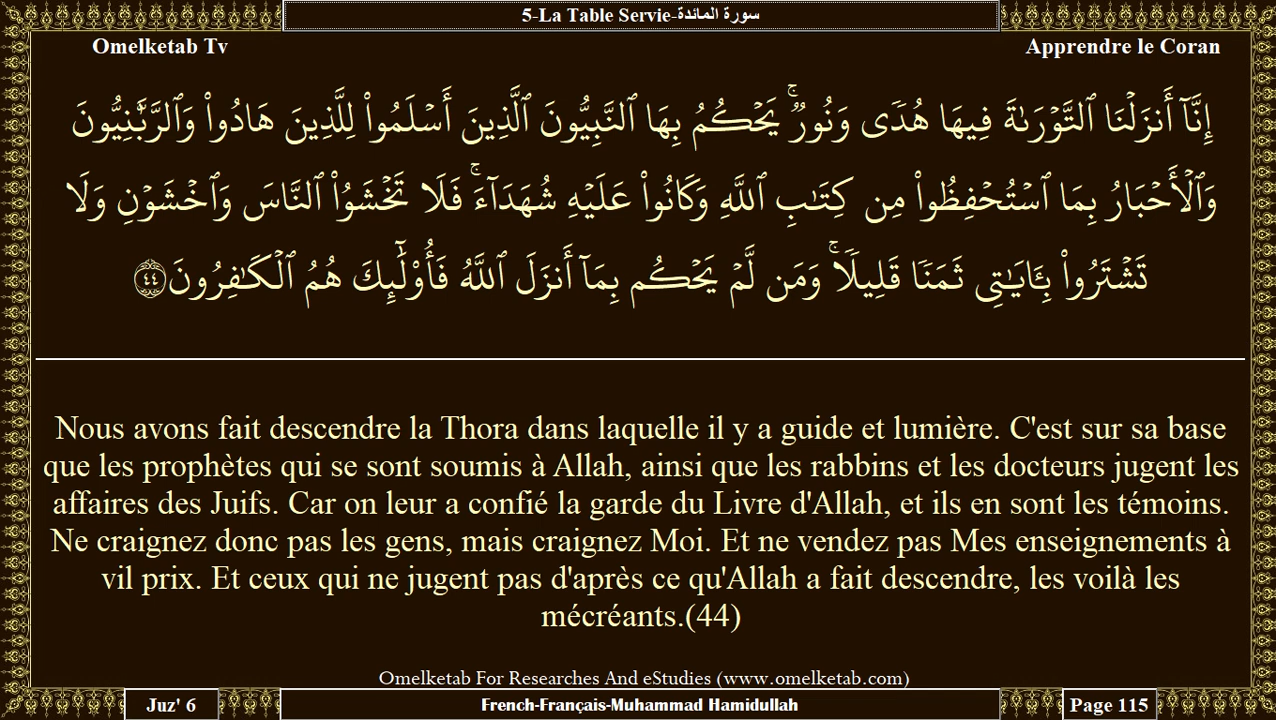 5-La Table Servie-سورة المائدة
Omelketab Tv
Apprendre le Coran
إِنَّآ أَنزَلۡنَا ٱلتَّوۡرَىٰةَ فِيهَا هُدٗى وَنُورٞۚ يَحۡكُمُ بِهَا ٱلنَّبِيُّونَ ٱلَّذِينَ أَسۡلَمُواْ لِلَّذِينَ هَادُواْ وَٱلرَّبَّٰنِيُّونَ
وَٱلۡأَحۡبَارُ بِمَا ٱسۡتُحۡفِظُواْ مِن كِتَٰبِ ٱللَّهِ وَكَانُواْ عَلَيۡهِ شُهَدَآءَۚ فَلَا تَخۡشَوُاْ ٱلنَّاسَ وَٱخۡشَوۡنِ وَلَا
تَشۡتَرُواْ بِـَٔايَٰتِي ثَمَنٗا قَلِيلٗاۚ وَمَن لَّمۡ يَحۡكُم بِمَآ أَنزَلَ ٱللَّهُ فَأُوْلَٰٓئِكَ هُمُ ٱلۡكَٰفِرُونَ ٤٤
Nous avons fait descendre la Thora dans laquelle il y a guide et lumière. C'est sur sa base
que les prophètes qui se sont soumis à Allah, ainsi que les rabbins et les docteurs jugent les
affaires des Juifs. Car on leur a confié la garde du Livre d'Allah, et ils en sont les témoins.
Ne craignez donc pas les gens, mais craignez Moi. Et ne vendez pas Mes enseignements à
vil prix. Et ceux qui ne jugent pas d'après ce qu'Allah a fait descendre, les voilà les
mécréants.(44)
Omelketab For Researches And eStudies (www.omelketab.com)
Juz' 6
French-Français-Muhammad Hamidullah
Page 115